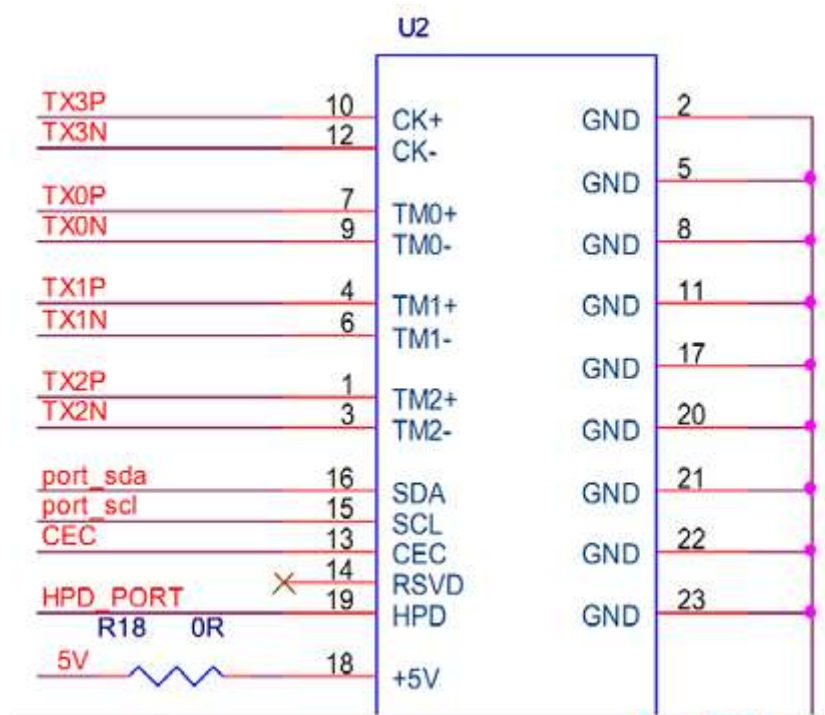 U2
TX3P 10 CK+ GND 2
TX3N 12 CK-
GND 5
TX0P 7 TM0+
TX0N 9 TM0- GND 8
TX1P 4 TM1+ GND 11
TX1N 6 TM1-
GND 17
TX2P 1 TM2+
TX2N 3 TM2- GND 20
port_sda 16 SDA GND 21
port_scl 15 SCL
CEC 13 CEC GND 22
14 RSVD
HPD_PORT 19 HPD GND 23
R18 0R
5V 18 +5V